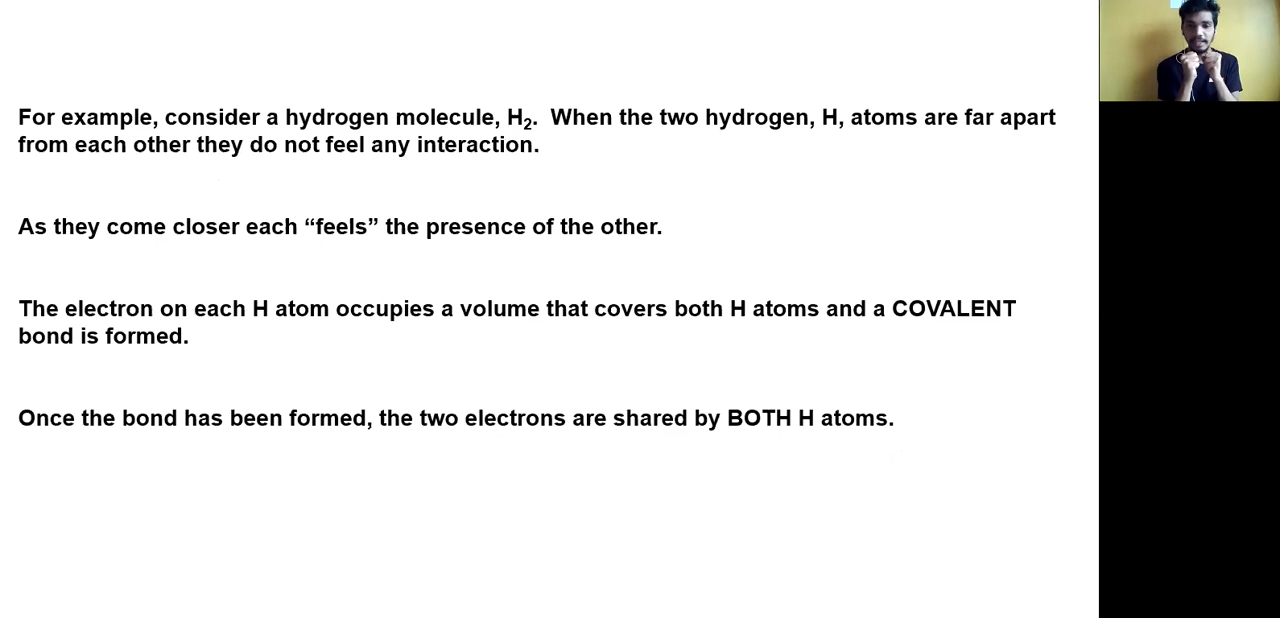 For example, consider a hydrogen molecule, H₂.  When the two hydrogen, H, atoms are far apart
from each other they do not feel any interaction.
As they come closer each “feels” the presence of the other.
The electron on each H atom occupies a volume that covers both H atoms and a COVALENT
bond is formed.
Once the bond has been formed, the two electrons are shared by BOTH H atoms.